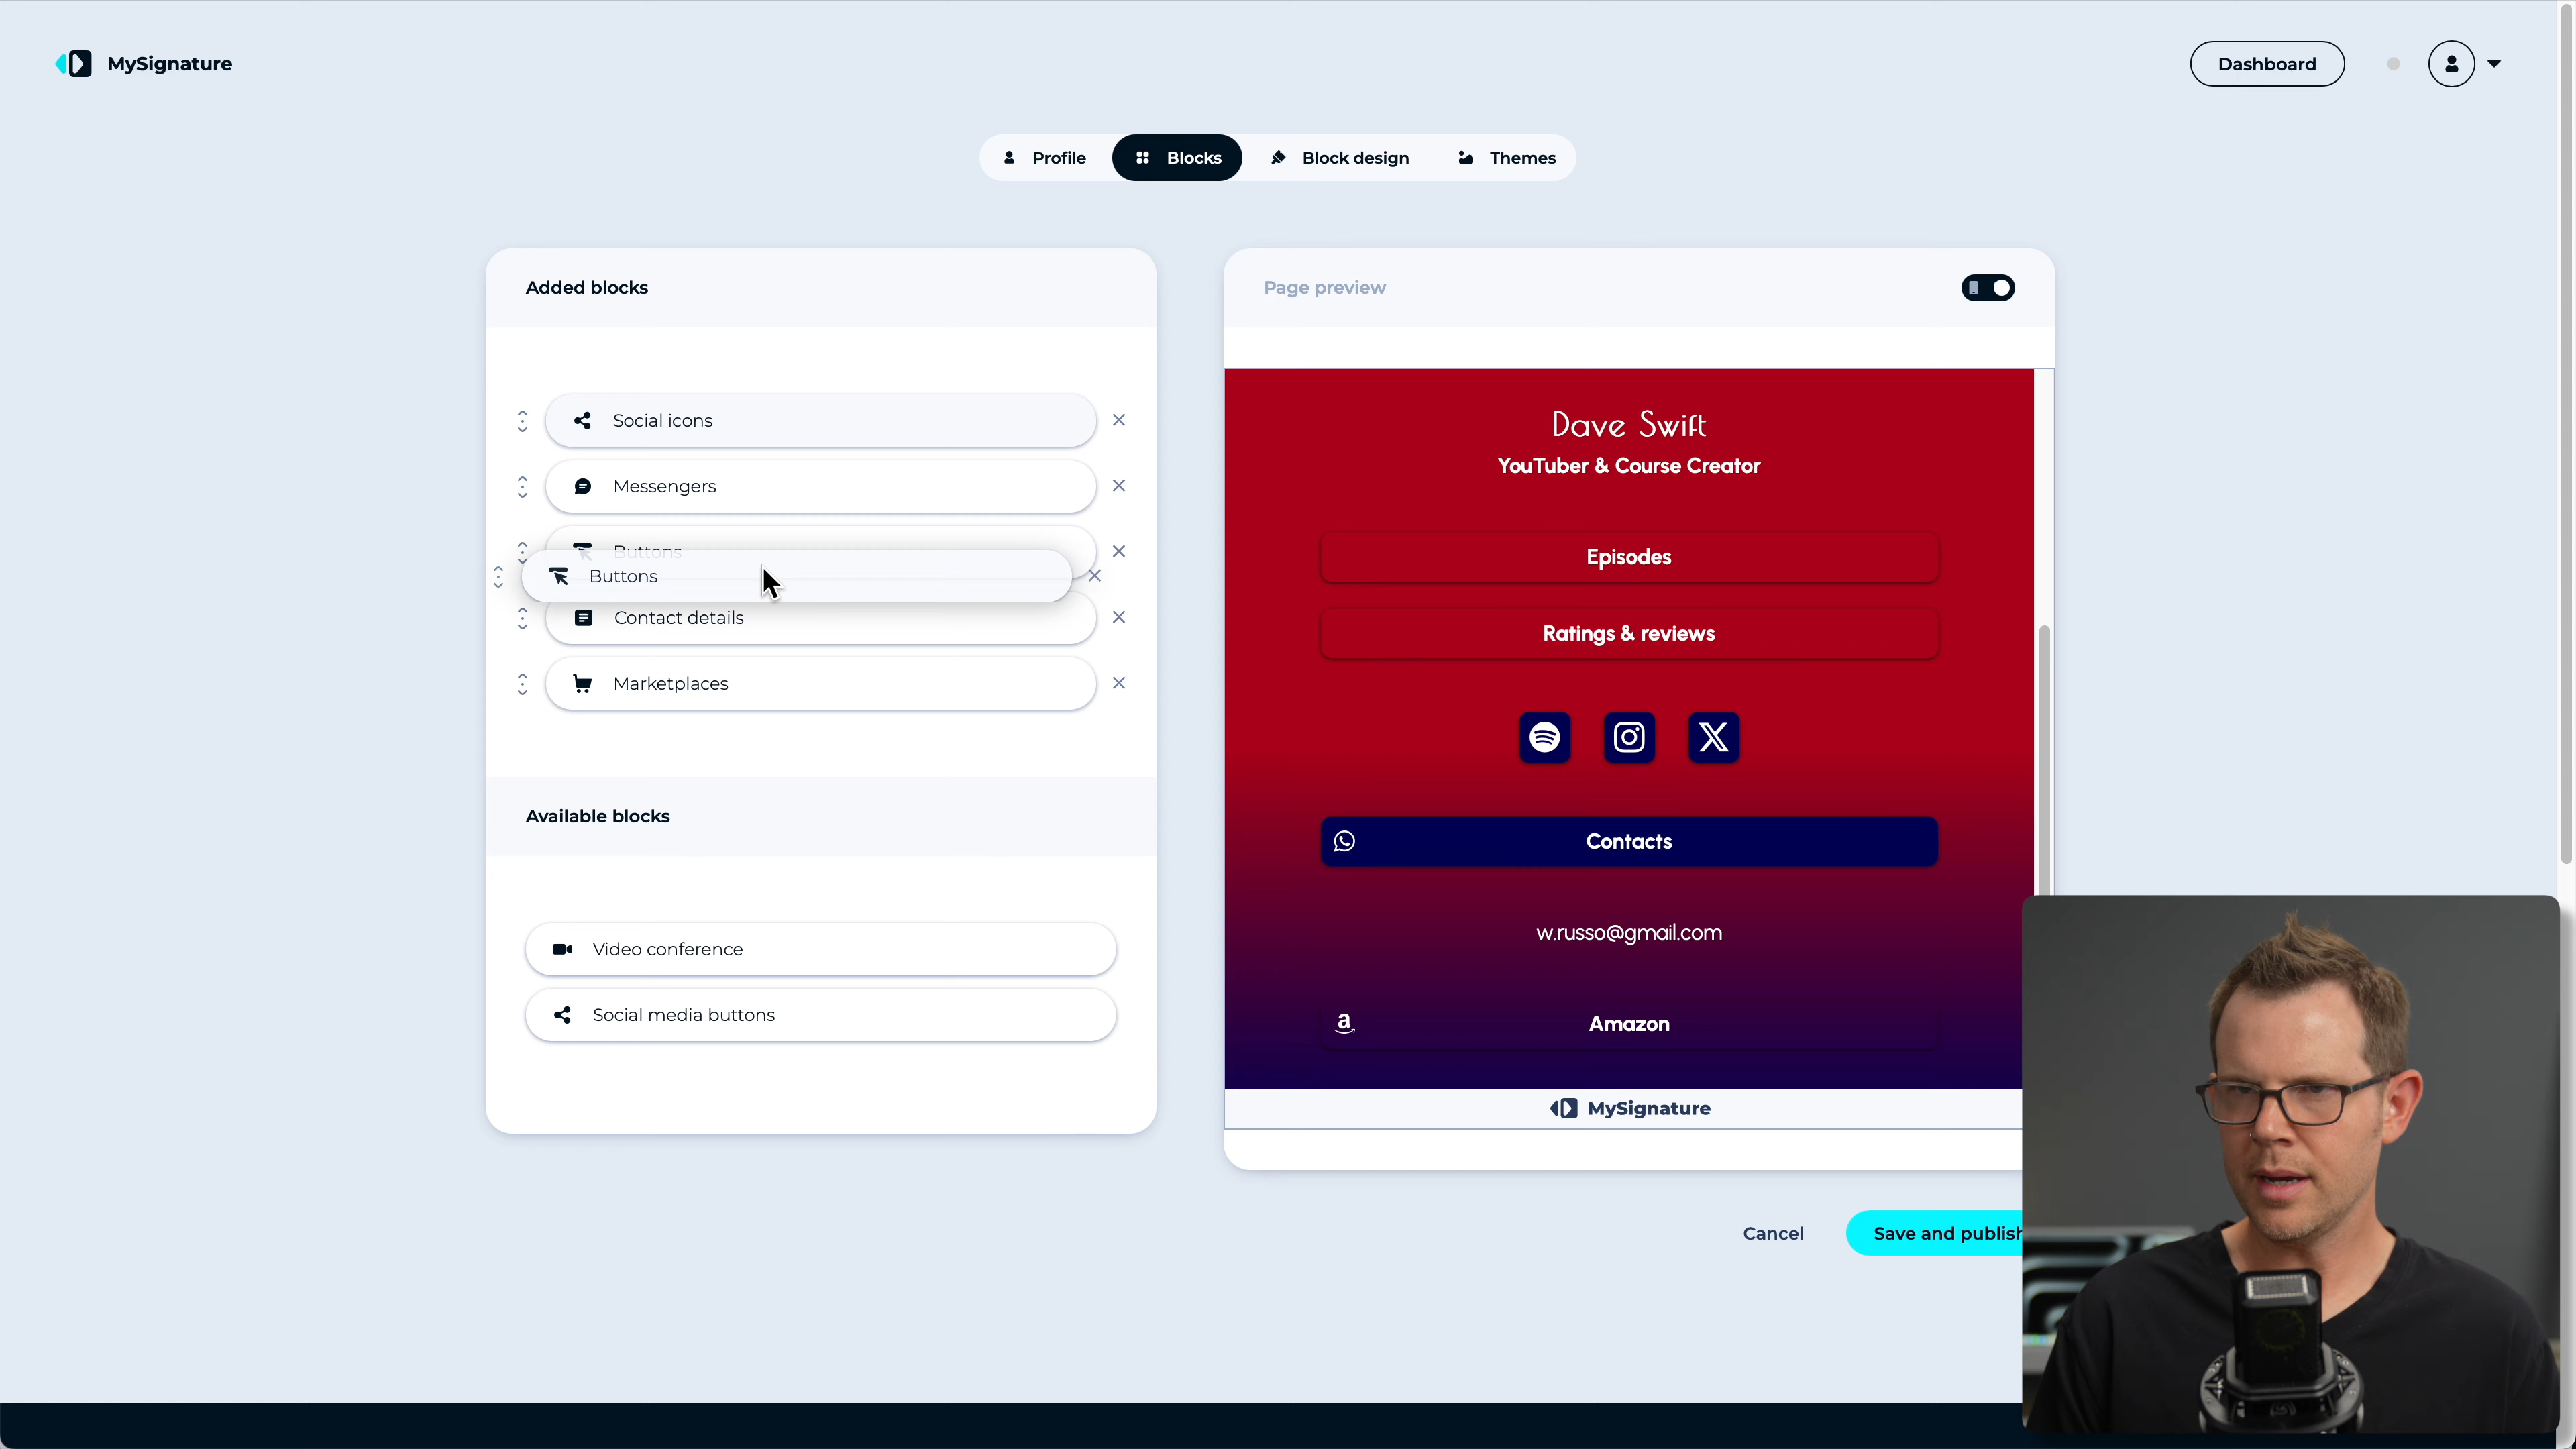 MySignature
Dashboard
Profile
Blocks
Block design
Themes
Added blocks
Social icons
Messengers
Buttons
Buttons
Contact details
Marketplaces
Available blocks
Video conference
Social media buttons
Page preview
Dave Swift
YouTuber & Course Creator
Episodes
Ratings & reviews
Contacts
w.russo@gmail.com
Amazon
MySignature
Cancel
Save and publish